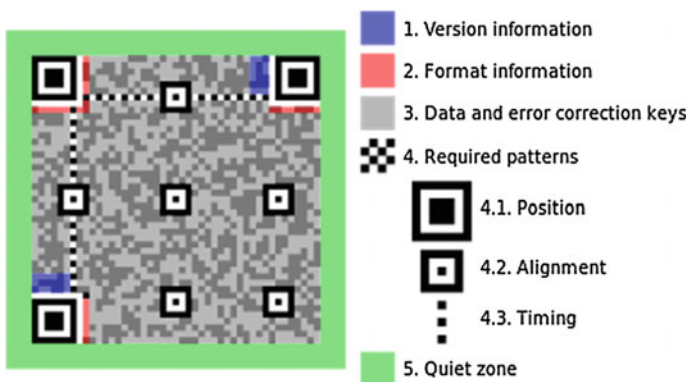 1. Version information
2. Format information
3. Data and error correction keys
4. Required patterns
4.1. Position
4.2. Alignment
4.3. Timing
5. Quiet zone